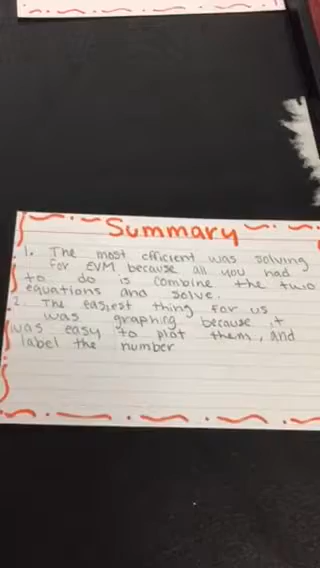 Summary
1. The most efficient was solving
for EVM because all you had
to do is combine the two
equations and solve.
2. The easiest thing for us
was graphing because it
was easy to plot them, and
label the number